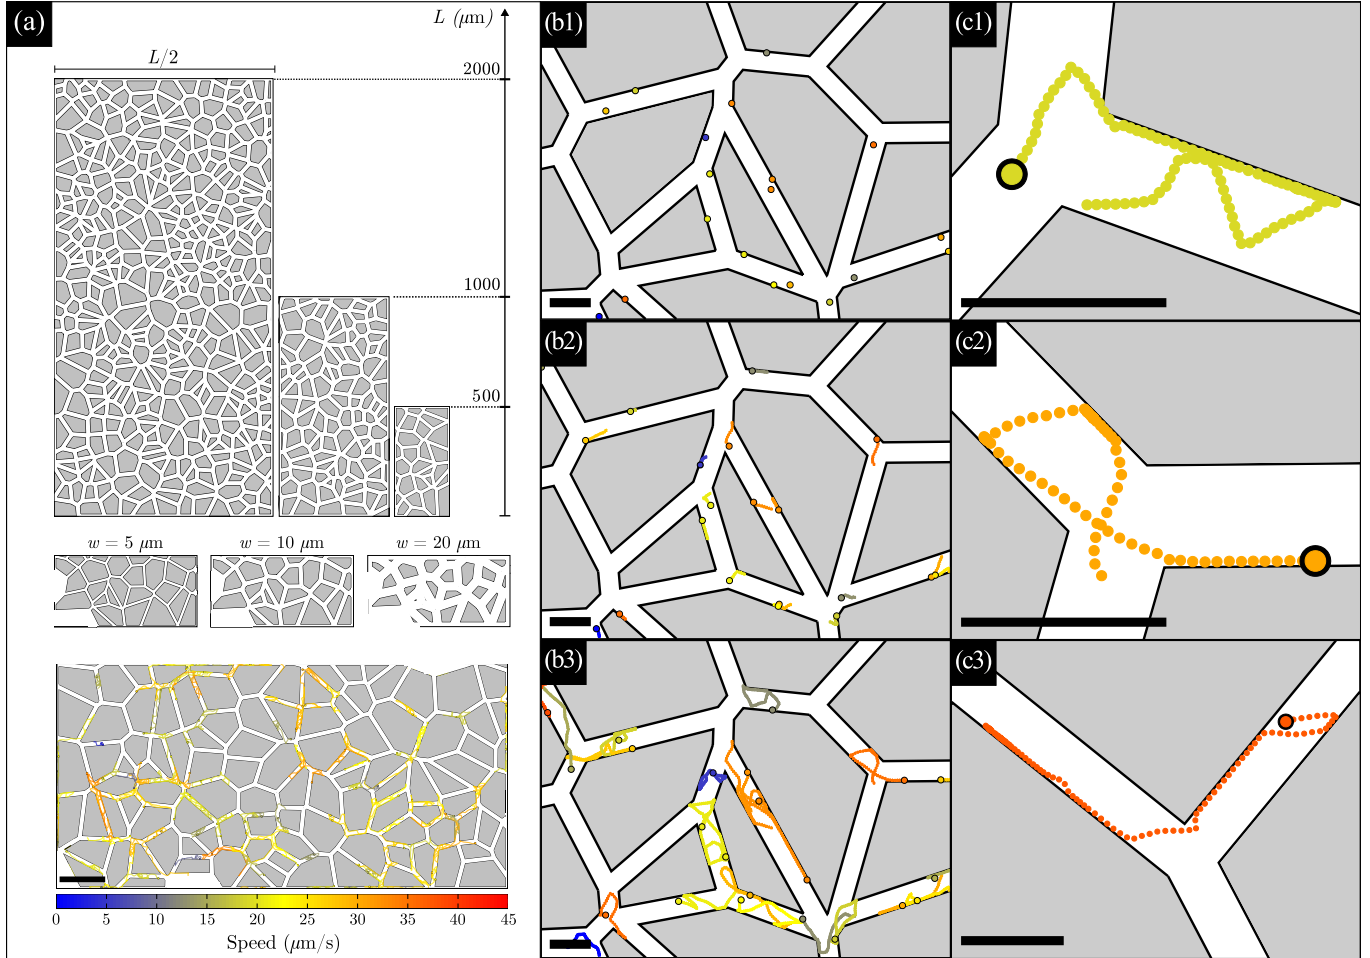 (a)
L (μm)
L/2
2000
1000
500
w = 5 μm
w = 10 μm
w = 20 μm
0 5 10 15 20 25 30 35 40 45
Speed (μm/s)
(b1)
(b2)
(b3)
(c1)
(c2)
(c3)